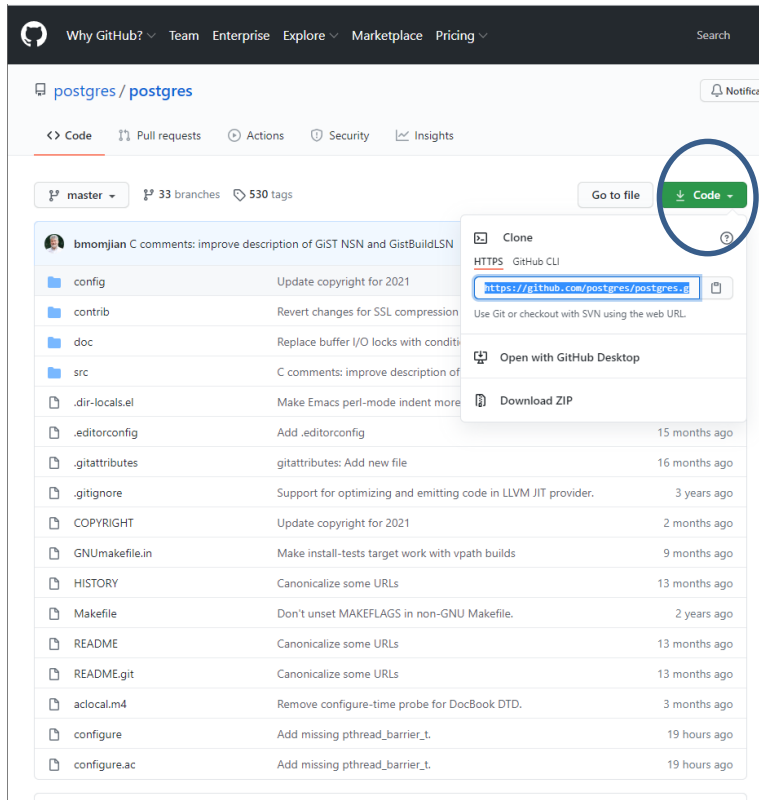 Why GitHub? Team Enterprise Explore Marketplace Pricing Search
postgres / postgres
Notifica
Code Pull requests Actions Security Insights
master 33 branches 530 tags Go to file Code
bmomjian C comments: improve description of GiST NSN and GistBuildLSN
Clone ?
HTTPS GitHub CLI
https://github.com/postgres/postgres.g
Use Git or checkout with SVN using the web URL.
Open with GitHub Desktop
Download ZIP
config Update copyright for 2021
contrib Revert changes for SSL compression
doc Replace buffer I/O locks with conditi
src C comments: improve description of
.dir-locals.el Make Emacs perl-mode indent more
.editorconfig Add .editorconfig 15 months ago
.gitattributes gitattributes: Add new file 16 months ago
.gitignore Support for optimizing and emitting code in LLVM JIT provider. 3 years ago
COPYRIGHT Update copyright for 2021 2 months ago
GNUmakefile.in Make install-tests target work with vpath builds 9 months ago
HISTORY Canonicalize some URLs 13 months ago
Makefile Don't unset MAKEFLAGS in non-GNU Makefile. 2 years ago
README Canonicalize some URLs 13 months ago
README.git Canonicalize some URLs 13 months ago
aclocal.m4 Remove configure-time probe for DocBook DTD. 3 months ago
configure Add missing pthread_barrier_t. 19 hours ago
configure.ac Add missing pthread_barrier_t. 19 hours ago